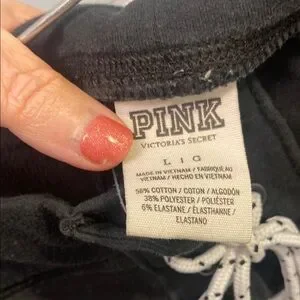 PINK
VICTORIA'S SECRET
L | G
MADE IN VIETNAM / FABRIQUÉ AU
VIETNAM / HECHO EN VIETNAM
56% COTTON / COTON / ALGODÓN
38% POLYESTER / POLIÉSTER
6% ELASTANE / ÉLASTHANNE /
ELASTANO